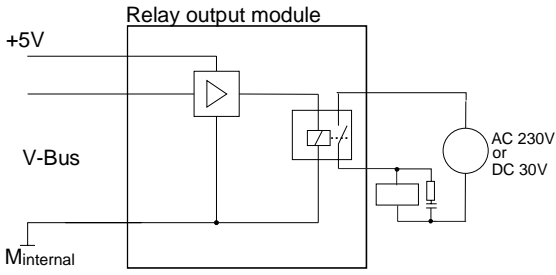 Relay output module
+5V
V-Bus
AC 230V
or
DC 30V
Minternal